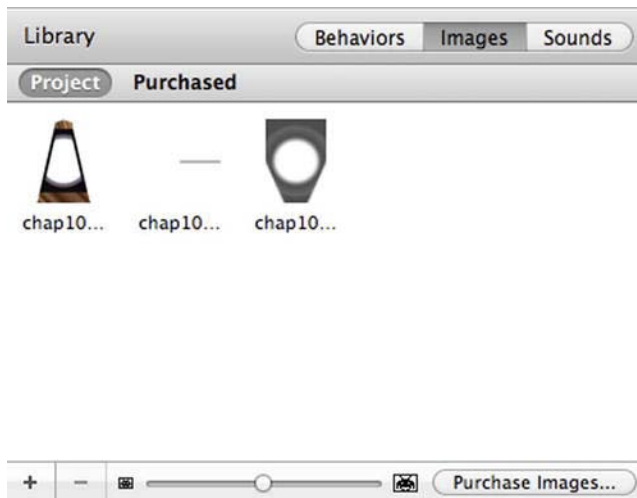 Library Behaviors Images Sounds
Project Purchased
chap10... chap10... chap10...
+ − Purchase Images...